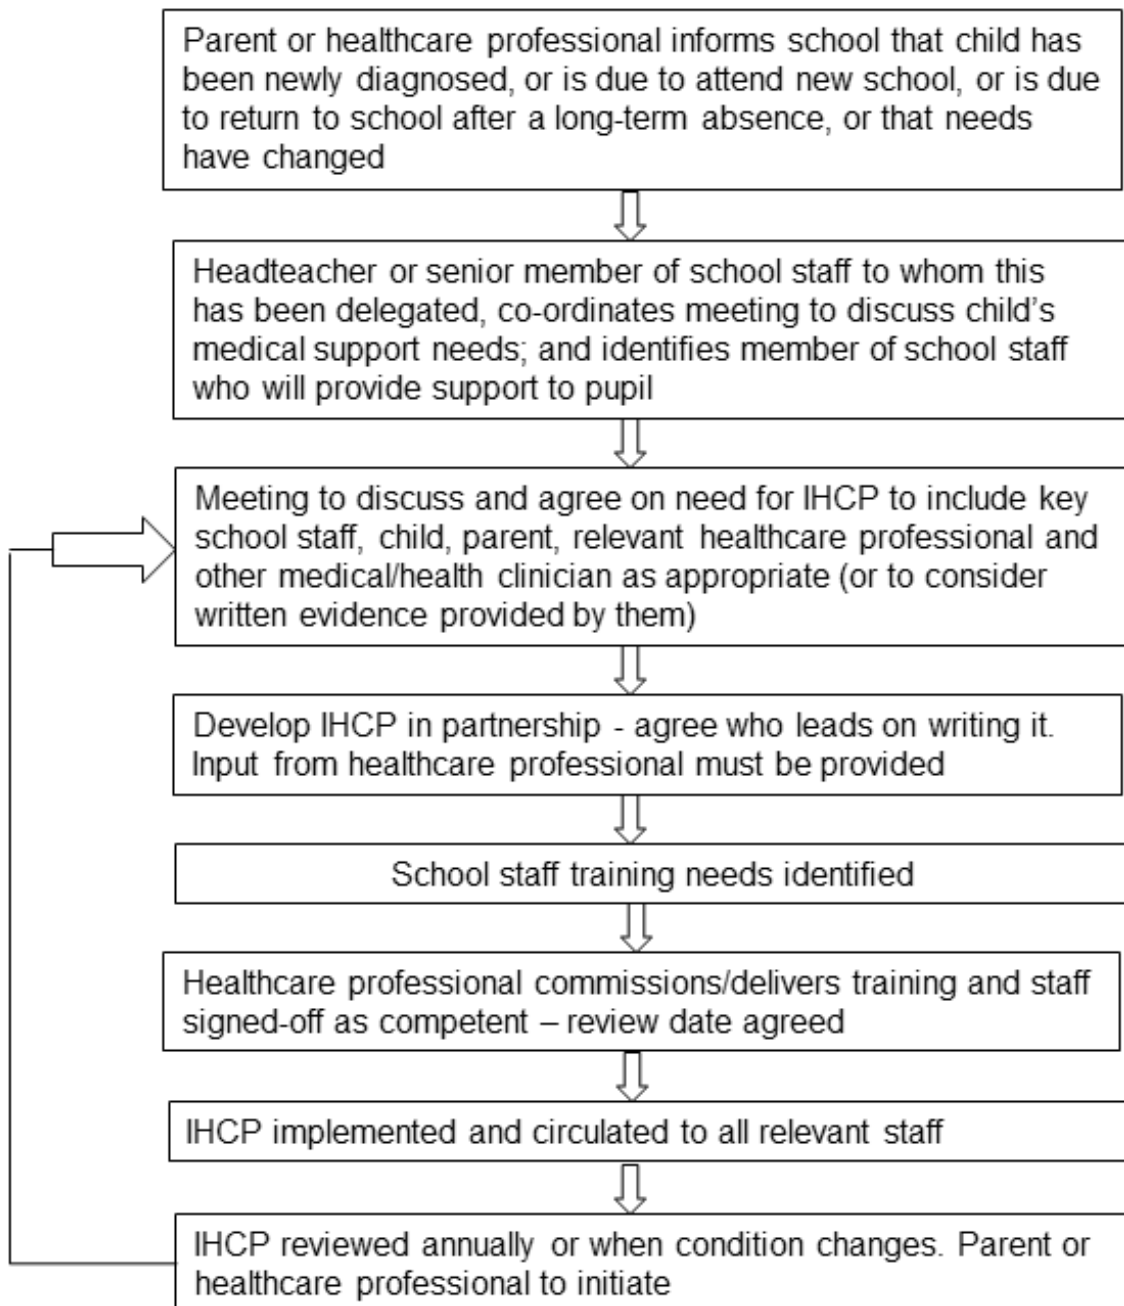 Parent or healthcare professional informs school that child has
been newly diagnosed, or is due to attend new school, or is due
to return to school after a long-term absence, or that needs
have changed
Headteacher or senior member of school staff to whom this
has been delegated, co-ordinates meeting to discuss child’s
medical support needs; and identifies member of school staff
who will provide support to pupil
Meeting to discuss and agree on need for IHCP to include key
school staff, child, parent, relevant healthcare professional and
other medical/health clinician as appropriate (or to consider
written evidence provided by them)
Develop IHCP in partnership - agree who leads on writing it.
Input from healthcare professional must be provided
School staff training needs identified
Healthcare professional commissions/delivers training and staff
signed-off as competent – review date agreed
IHCP implemented and circulated to all relevant staff
IHCP reviewed annually or when condition changes. Parent or
healthcare professional to initiate